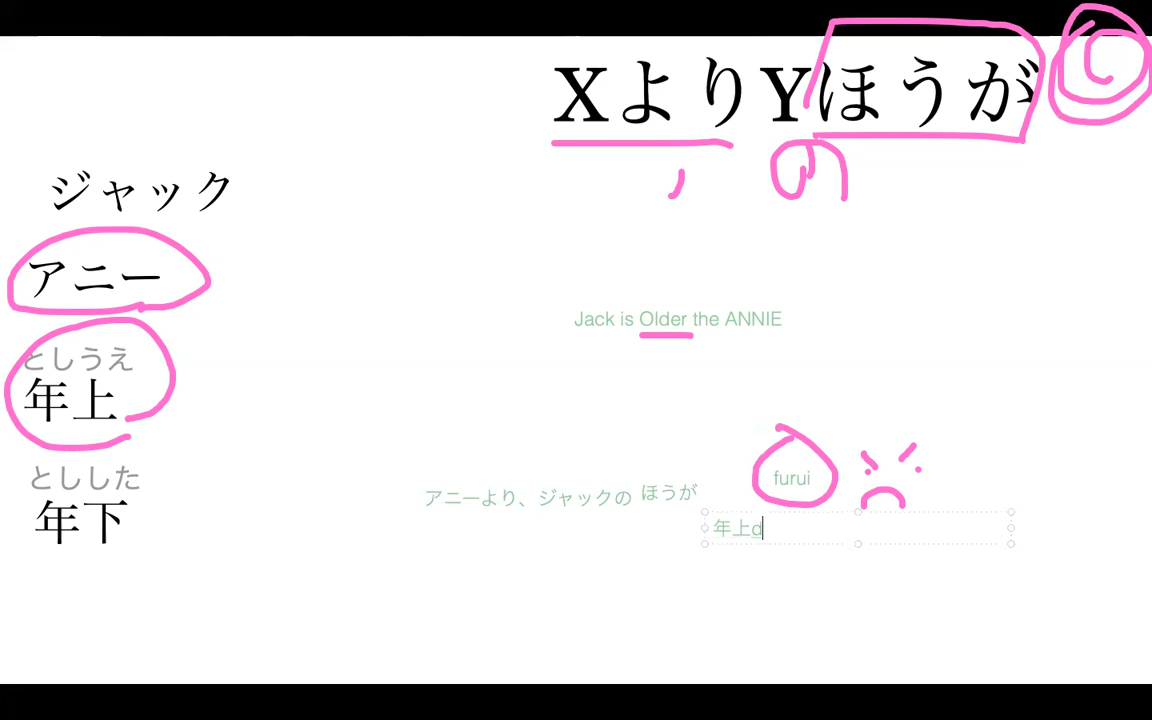 XよりYほうが
、の
ジャック
アニー
としうえ
年上
とした
年下
Jack is Older the ANNIE
furui
アニーより、ジャックの ほうが
年上d